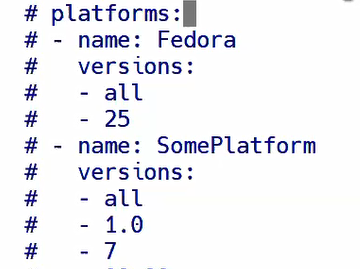 # platforms:
# - name: Fedora
#   versions:
#   - all
#   - 25
# - name: SomePlatform
#   versions:
#   - all
#   - 1.0
#   - 7